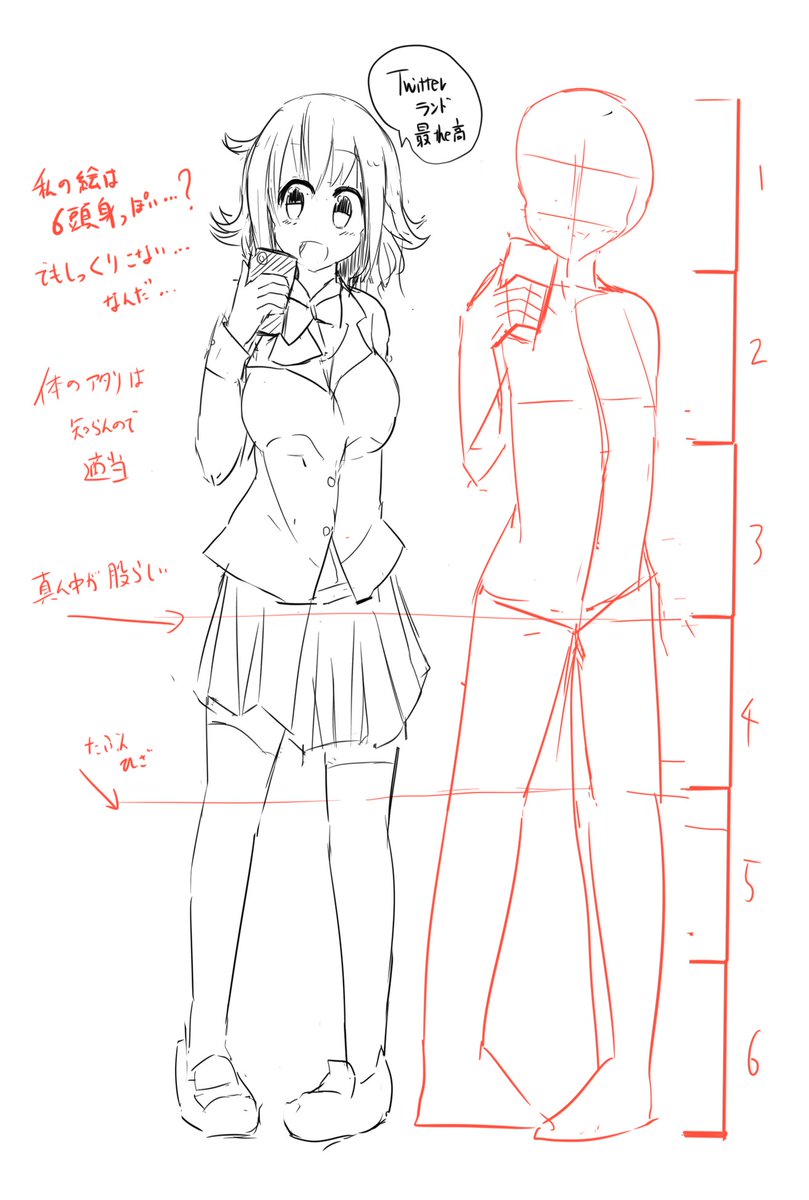 Twitter
ランド
最the高
私の絵は
6頭身っぽい…?
でもしっくりこない…
なんだ…
体のアタリは
知らんので
適当
真ん中が股らしい
たぶん
ひざ
1
2
3
4
5
6